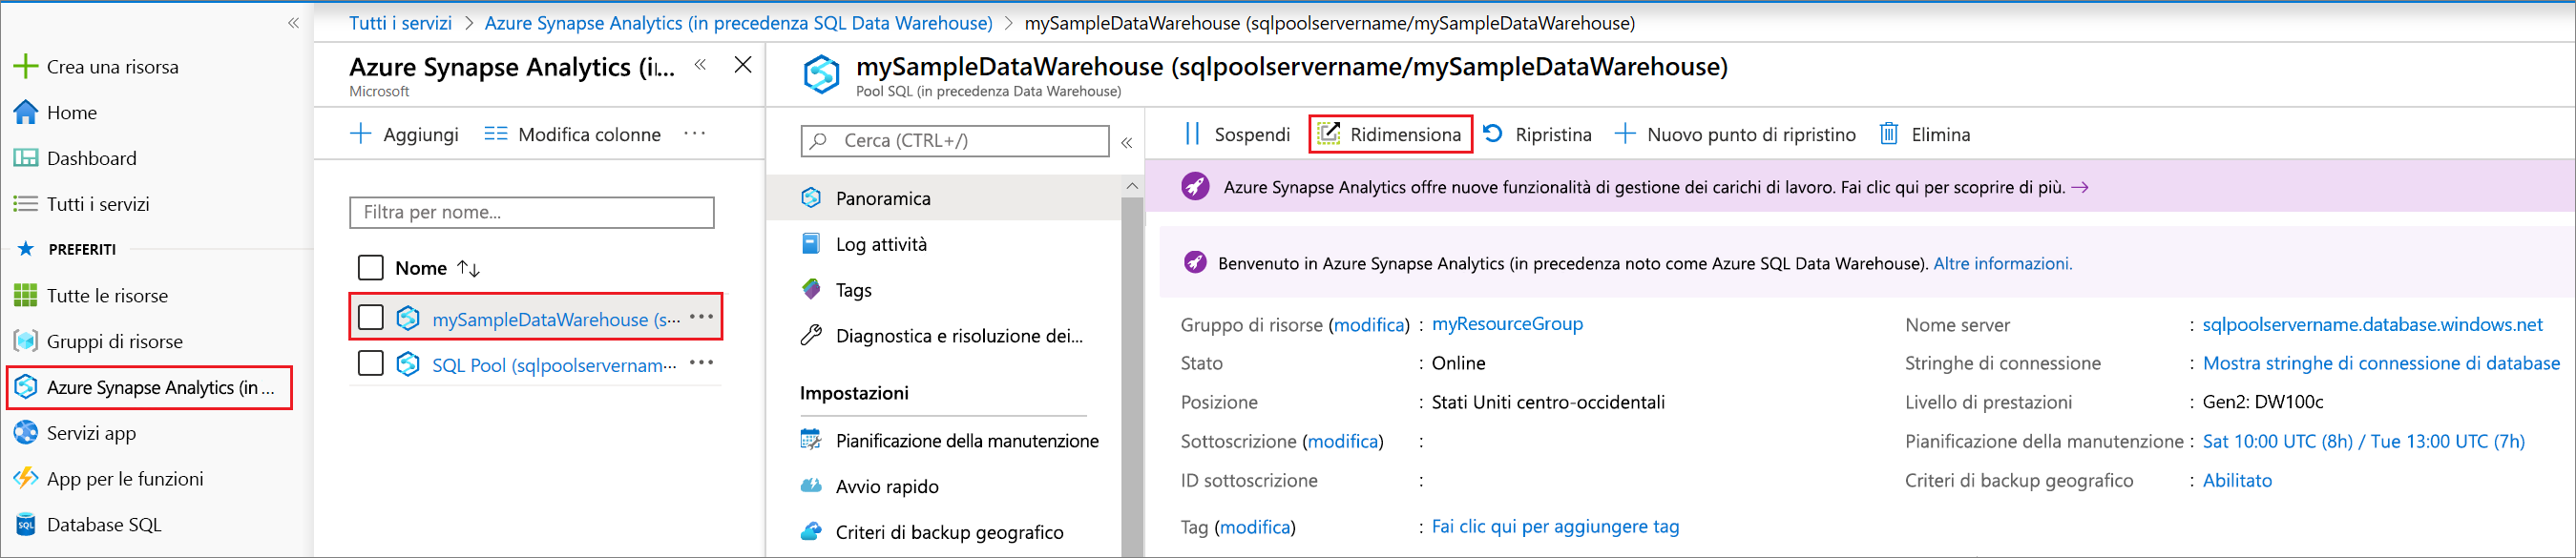 Tutti i servizi > Azure Synapse Analytics (in precedenza SQL Data Warehouse) > mySampleDataWarehouse (sqlpoolservername/mySampleDataWarehouse)
Crea una risorsa
Home
Dashboard
Tutti i servizi
PREFERITI
Tutte le risorse
Gruppi di risorse
Azure Synapse Analytics (in ...
Servizi app
App per le funzioni
SQL
Database SQL
Azure Synapse Analytics (i...
Microsoft
Aggiungi
Modifica colonne
Filtra per nome...
Nome
mySampleDataWarehouse (s···
SQL Pool (sqlpoolservernam···
mySampleDataWarehouse (sqlpoolservername/mySampleDataWarehouse)
Pool SQL (in precedenza Data Warehouse)
Cerca (CTRL+/)
Panoramica
Log attività
Tags
Diagnostica e risoluzione dei...
Impostazioni
Pianificazione della manutenzione
Avvio rapido
Criteri di backup geografico
Sospendi
Ridimensiona
Ripristina
Nuovo punto di ripristino
Elimina
Azure Synapse Analytics offre nuove funzionalità di gestione dei carichi di lavoro. Fai clic qui per scoprire di più. →
Benvenuto in Azure Synapse Analytics (in precedenza noto come Azure SQL Data Warehouse). Altre informazioni.
Gruppo di risorse (modifica) : myResourceGroup
Stato : Online
Posizione : Stati Uniti centro-occidentali
Sottoscrizione (modifica) :
ID sottoscrizione :
Tag (modifica) : Fai clic qui per aggiungere tag
Nome server : sqlpoolservername.database.windows.net
Stringhe di connessione : Mostra stringhe di connessione di database
Livello di prestazioni : Gen2: DW100c
Pianificazione della manutenzione : Sat 10:00 UTC (8h) / Tue 13:00 UTC (7h)
Criteri di backup geografico : Abilitato